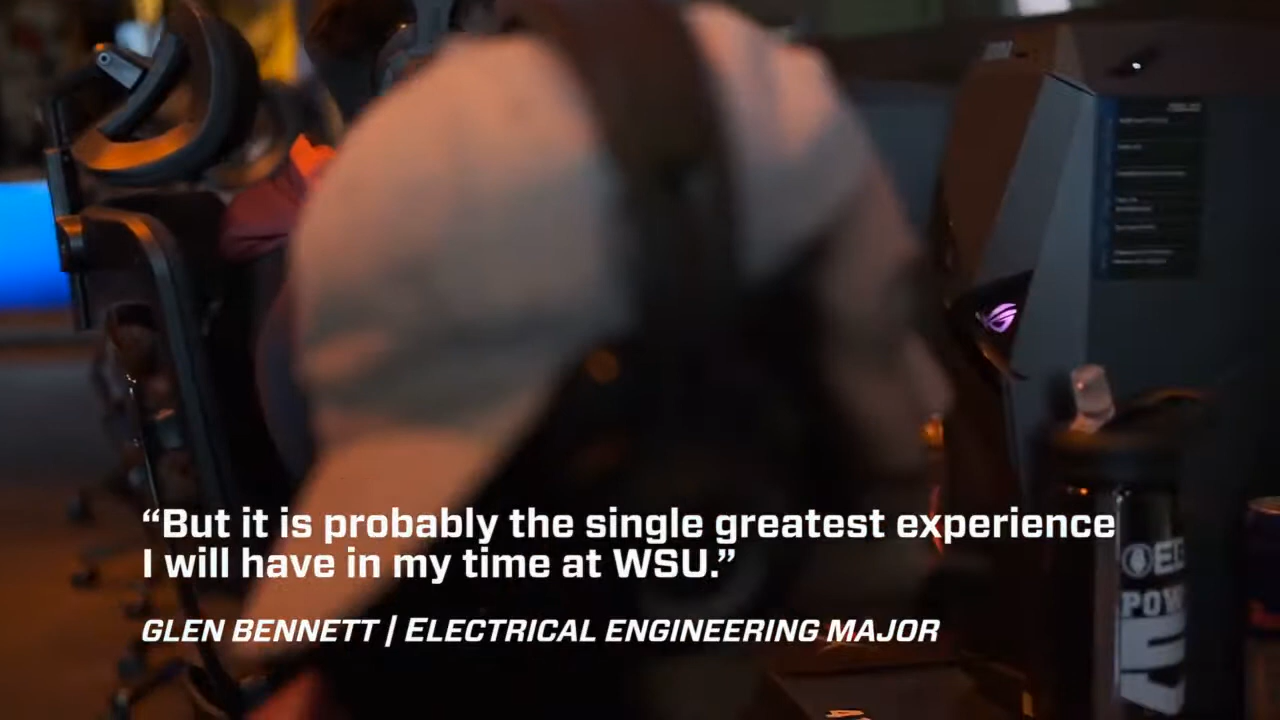 “But it is probably the single greatest experience
I will have in my time at WSU.”
GLEN BENNETT | ELECTRICAL ENGINEERING MAJOR